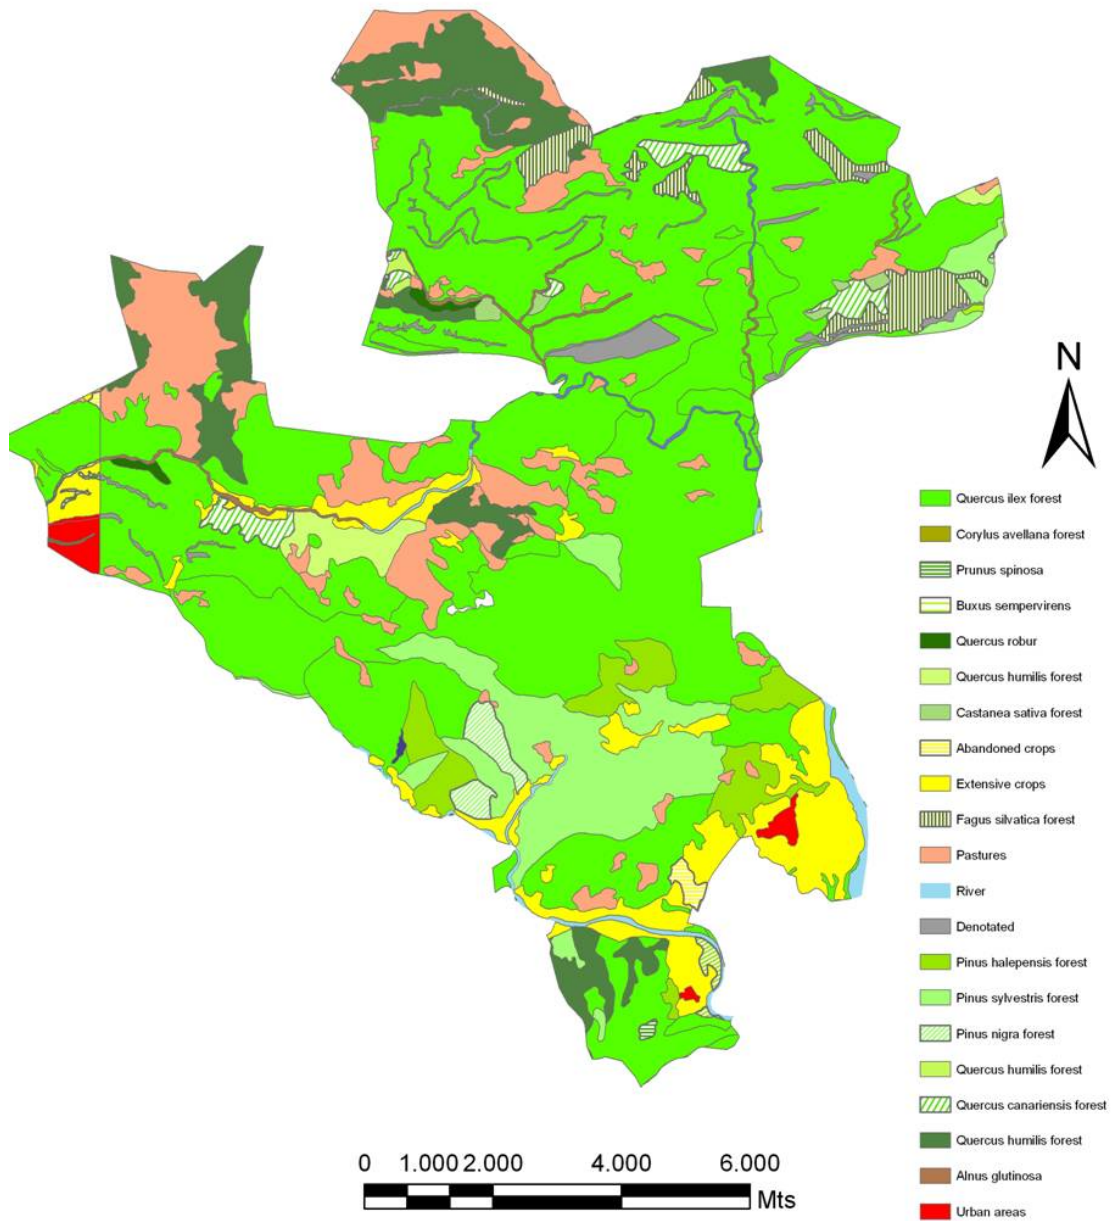 N
Quercus ilex forest
Corylus avellana forest
Prunus spinosa
Buxus sempervirens
Quercus robur
Quercus humilis forest
Castanea sativa forest
Abandoned crops
Extensive crops
Fagus silvatica forest
Pastures
River
Denotated
Pinus halepensis forest
Pinus sylvestris forest
Pinus nigra forest
Quercus humilis forest
Quercus canariensis forest
Quercus humilis forest
Alnus glutinosa
Urban areas
0 1.000 2.000 4.000 6.000
Mts